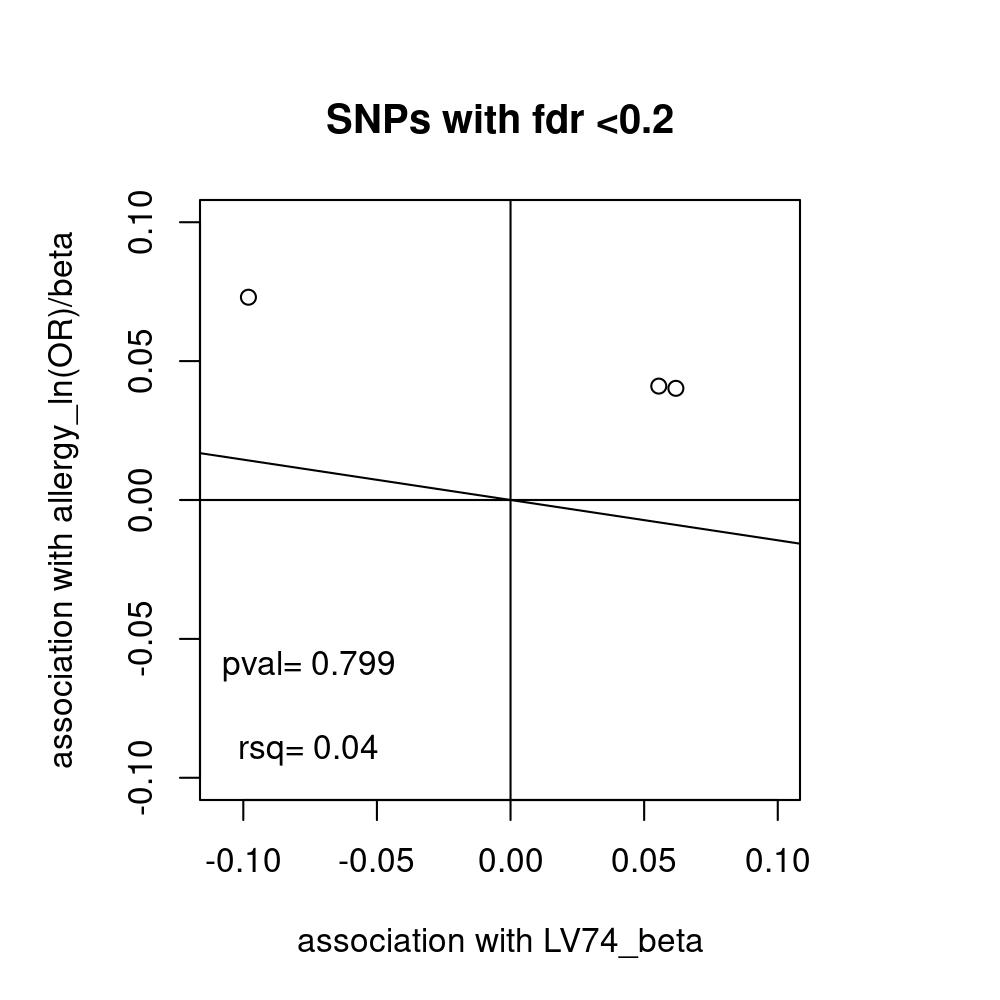 SNPs with fdr <0.2
association with allergy_ln(OR)/beta
0.10
0.05
0.00
-0.05
-0.10
pval= 0.799
rsq= 0.04
-0.10 -0.05 0.00 0.05 0.10
association with LV74_beta